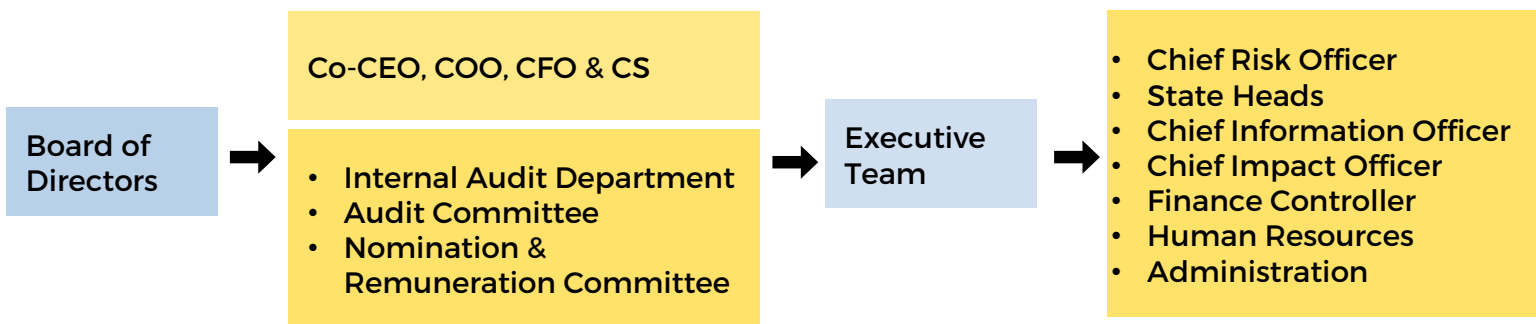 Board of
Directors
Co-CEO, COO, CFO & CS
• Internal Audit Department
• Audit Committee
• Nomination &
Remuneration Committee
Executive
Team
• Chief Risk Officer
• State Heads
• Chief Information Officer
• Chief Impact Officer
• Finance Controller
• Human Resources
• Administration